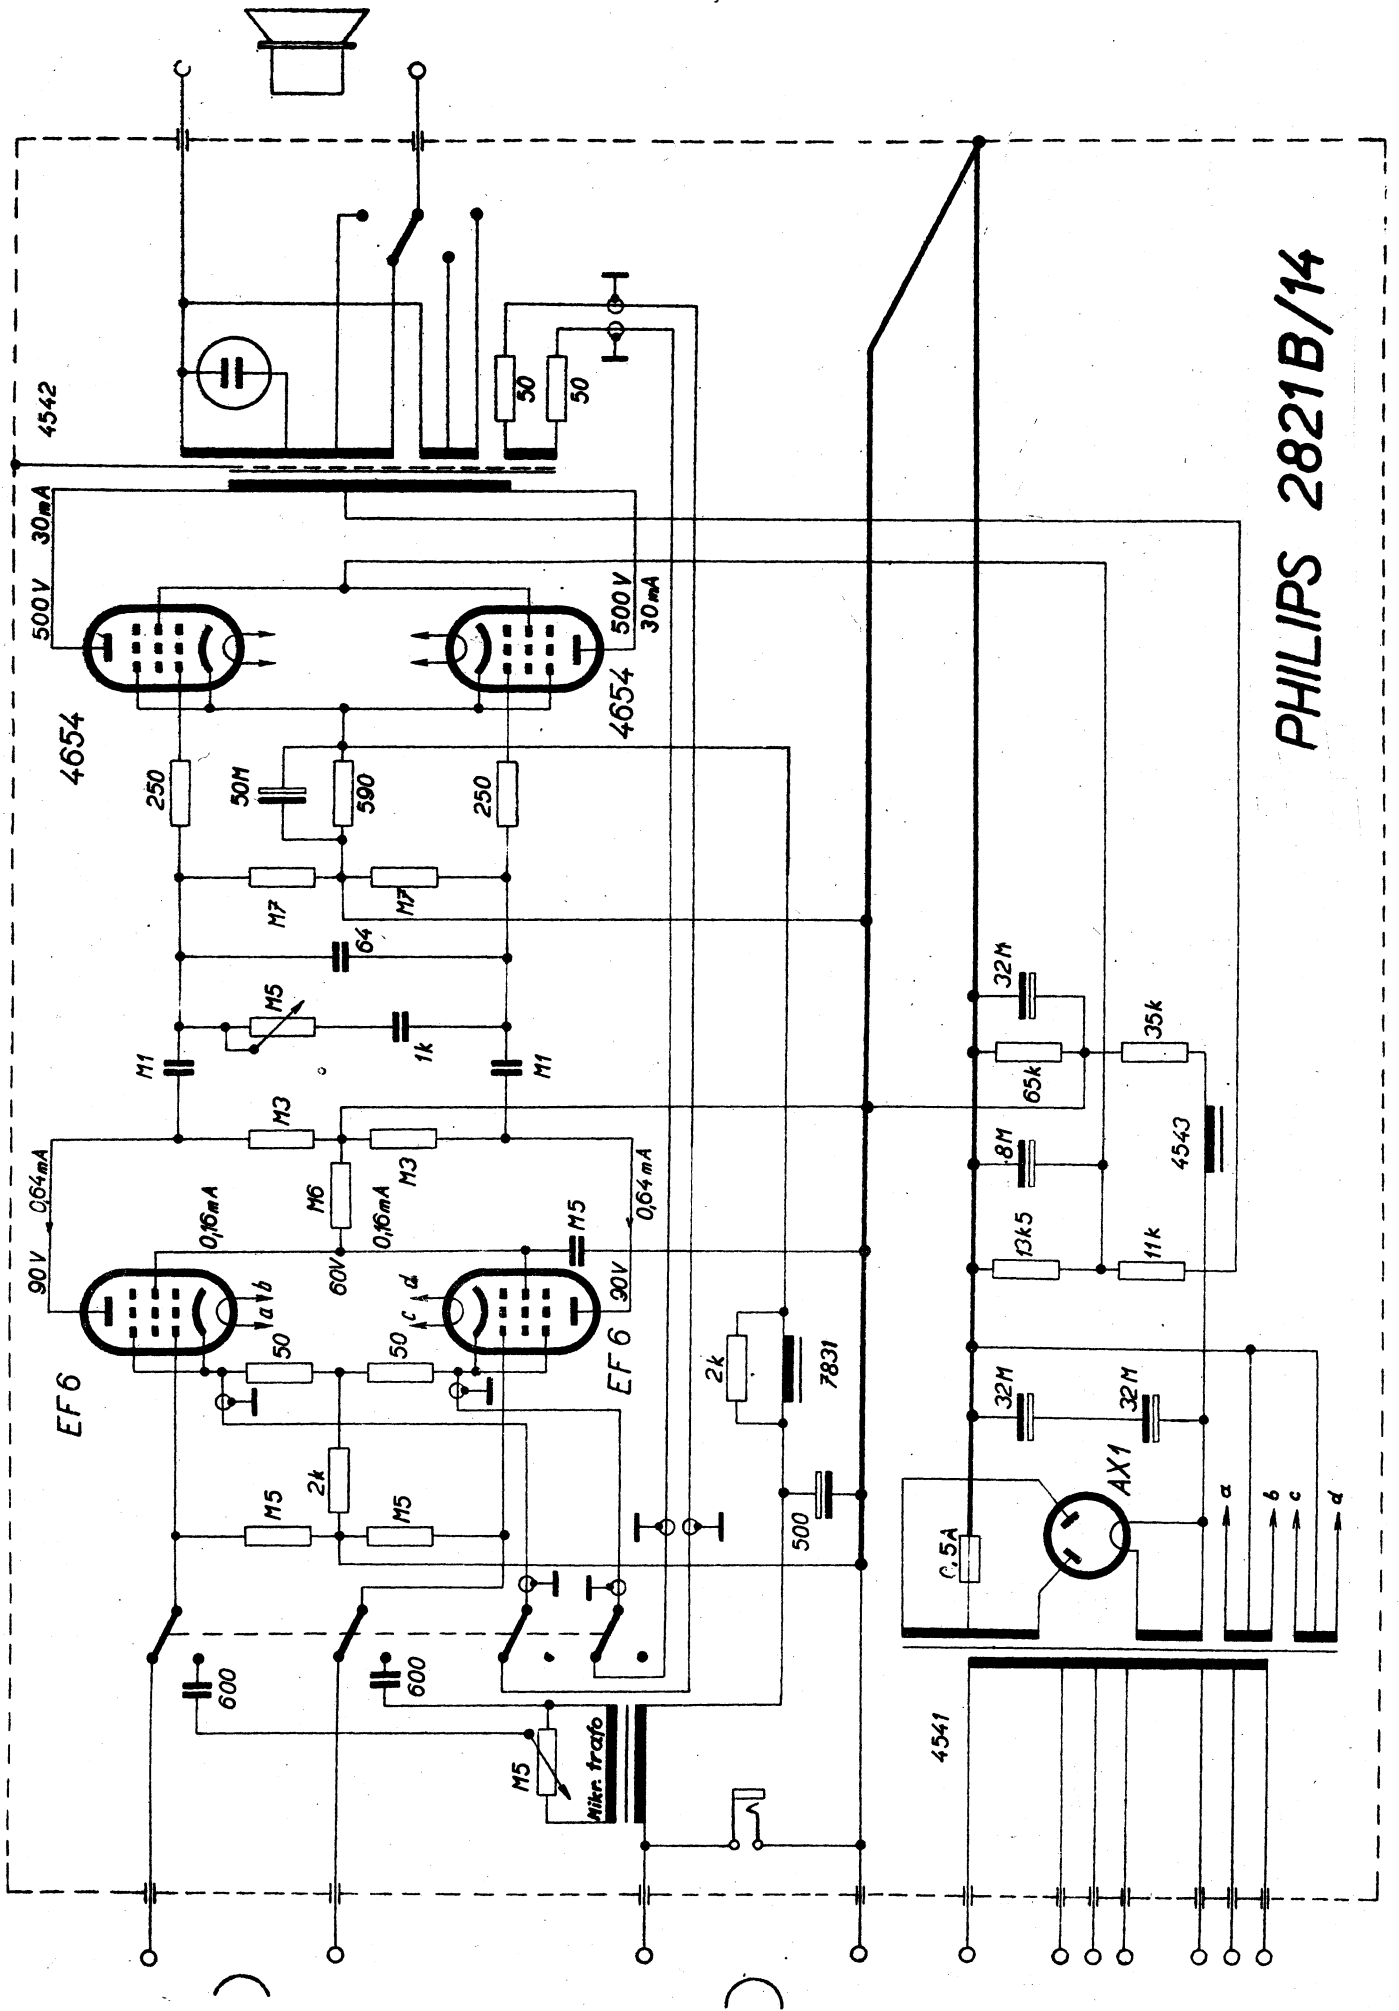 4542
500V 30mA
4654
500V
30mA
4654
250
50M
590
250
M7
M7
64
M5
1k
M1
M1
M3
M3
M6
90V 0,64mA
0,16mA
0,16mA
60V
M5
90V 0,64mA
a b
c d
EF6
50
50
EF6
2k
M5
M5
600
600
M5
Mikr. trafo
50
50
2k
7831
500
32M
65k
35k
8M
4543
13k5
11k
32M
32M
AX1
0,5A
a
b
c
d
4541
PHILIPS 2821B/14